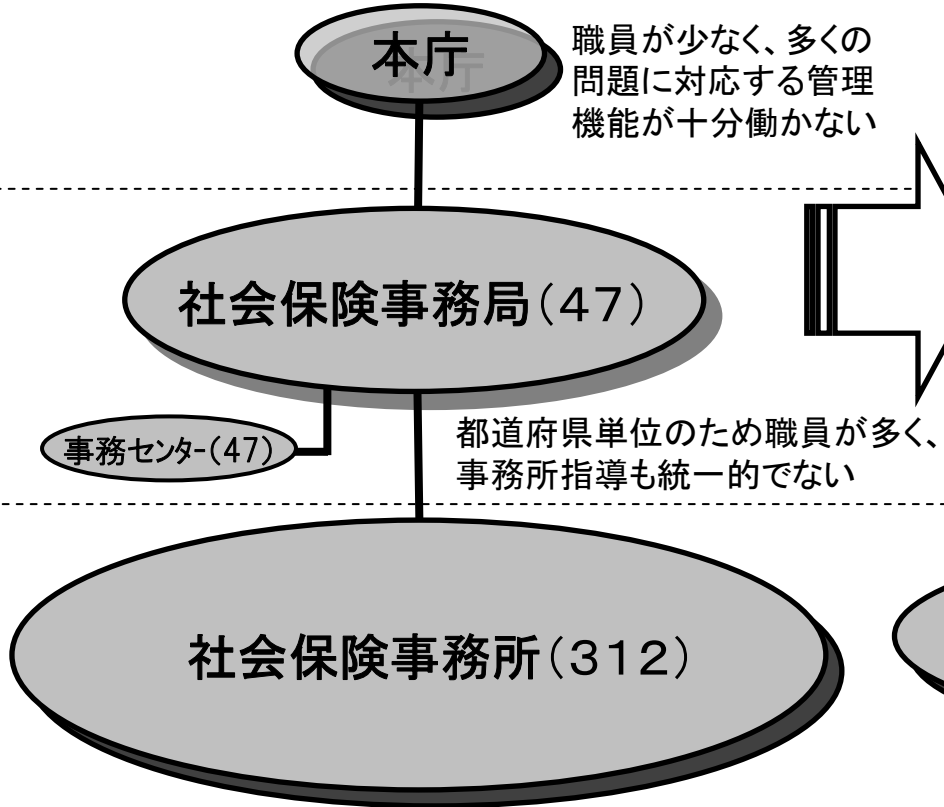 本庁
職員が少なく、多くの
問題に対応する管理
機能が十分働かない
社会保険事務局(47)
事務センター(47)
都道府県単位のため職員が多く、
事務所指導も統一的でない
社会保険事務所(312)